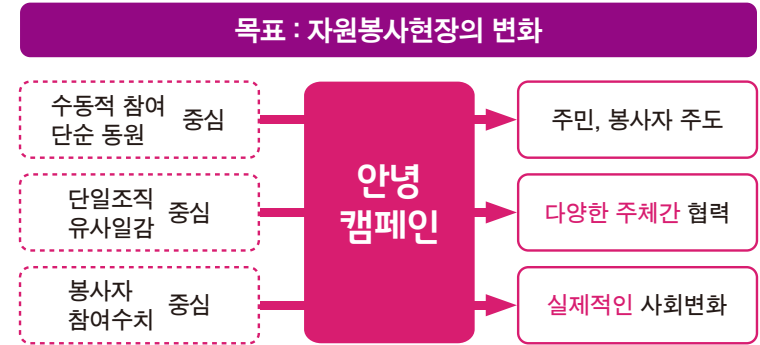 목표 : 자원봉사현장의 변화
수동적 참여
단순 동원
중심
안녕
캠페인
주민, 봉사자 주도
단일조직
유사일감
중심
다양한 주체간 협력
봉사자
참여수치
중심
실제적인 사회변화